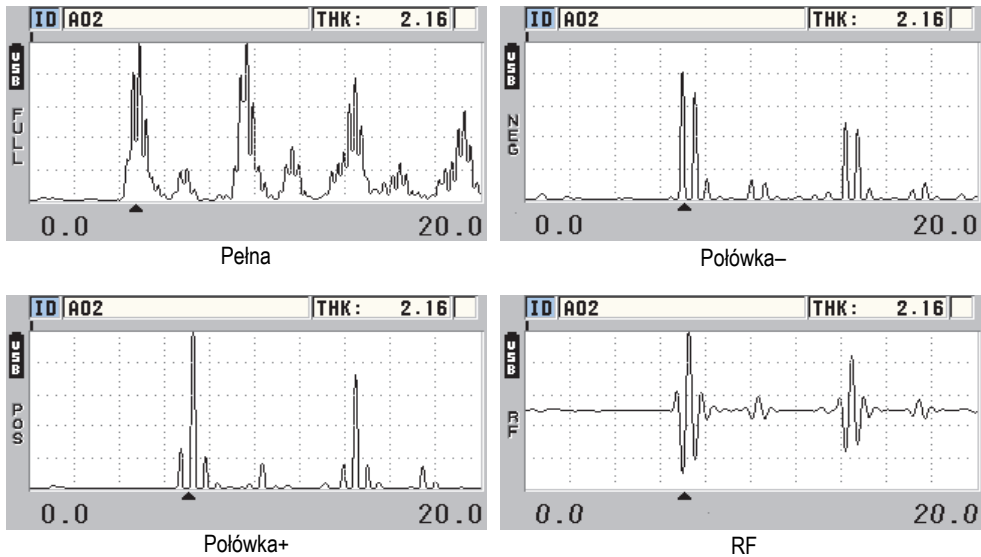 ID A02 THK: 2.16
USB
FULL
0.0 20.0
Pełna
ID A02 THK: 2.16
USB
NEG
0.0 20.0
Połówka–
ID A02 THK: 2.16
USB
POS
0.0 20.0
Połówka+
ID A02 THK: 2.16
USB
RF
0.0 20.0
RF